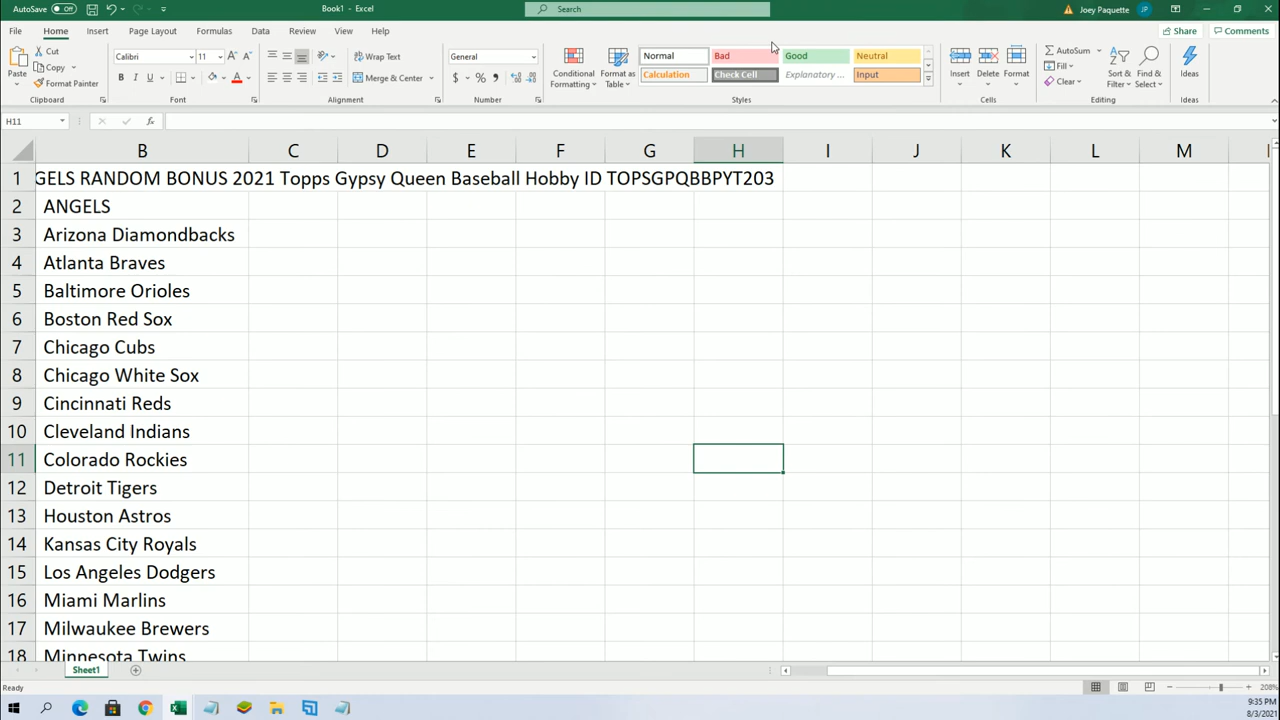 AutoSave Off Book1 - Excel Search Joey Paquette JP
File Home Insert Page Layout Formulas Data Review View Help Share Comments
Paste Cut Copy Format Painter Clipboard
Calibri 11 B I U A Font
Wrap Text Merge & Center Alignment
General $ % Number
Conditional Formatting Format as Table Normal Bad Good Neutral Calculation Check Cell Explanatory ... Input Styles
Insert Delete Format Cells
AutoSum Fill Clear Sort & Filter Find & Select Editing
Ideas Ideas
H11 fx
B C D E F G H I J K L M
1 GELS RANDOM BONUS 2021 Topps Gypsy Queen Baseball Hobby ID TOPSGPQBBPYT203
2 ANGELS
3 Arizona Diamondbacks
4 Atlanta Braves
5 Baltimore Orioles
6 Boston Red Sox
7 Chicago Cubs
8 Chicago White Sox
9 Cincinnati Reds
10 Cleveland Indians
11 Colorado Rockies
12 Detroit Tigers
13 Houston Astros
14 Kansas City Royals
15 Los Angeles Dodgers
16 Miami Marlins
17 Milwaukee Brewers
18 Minnesota Twins
Sheet1
Ready 208%
9:35 PM
8/3/2021